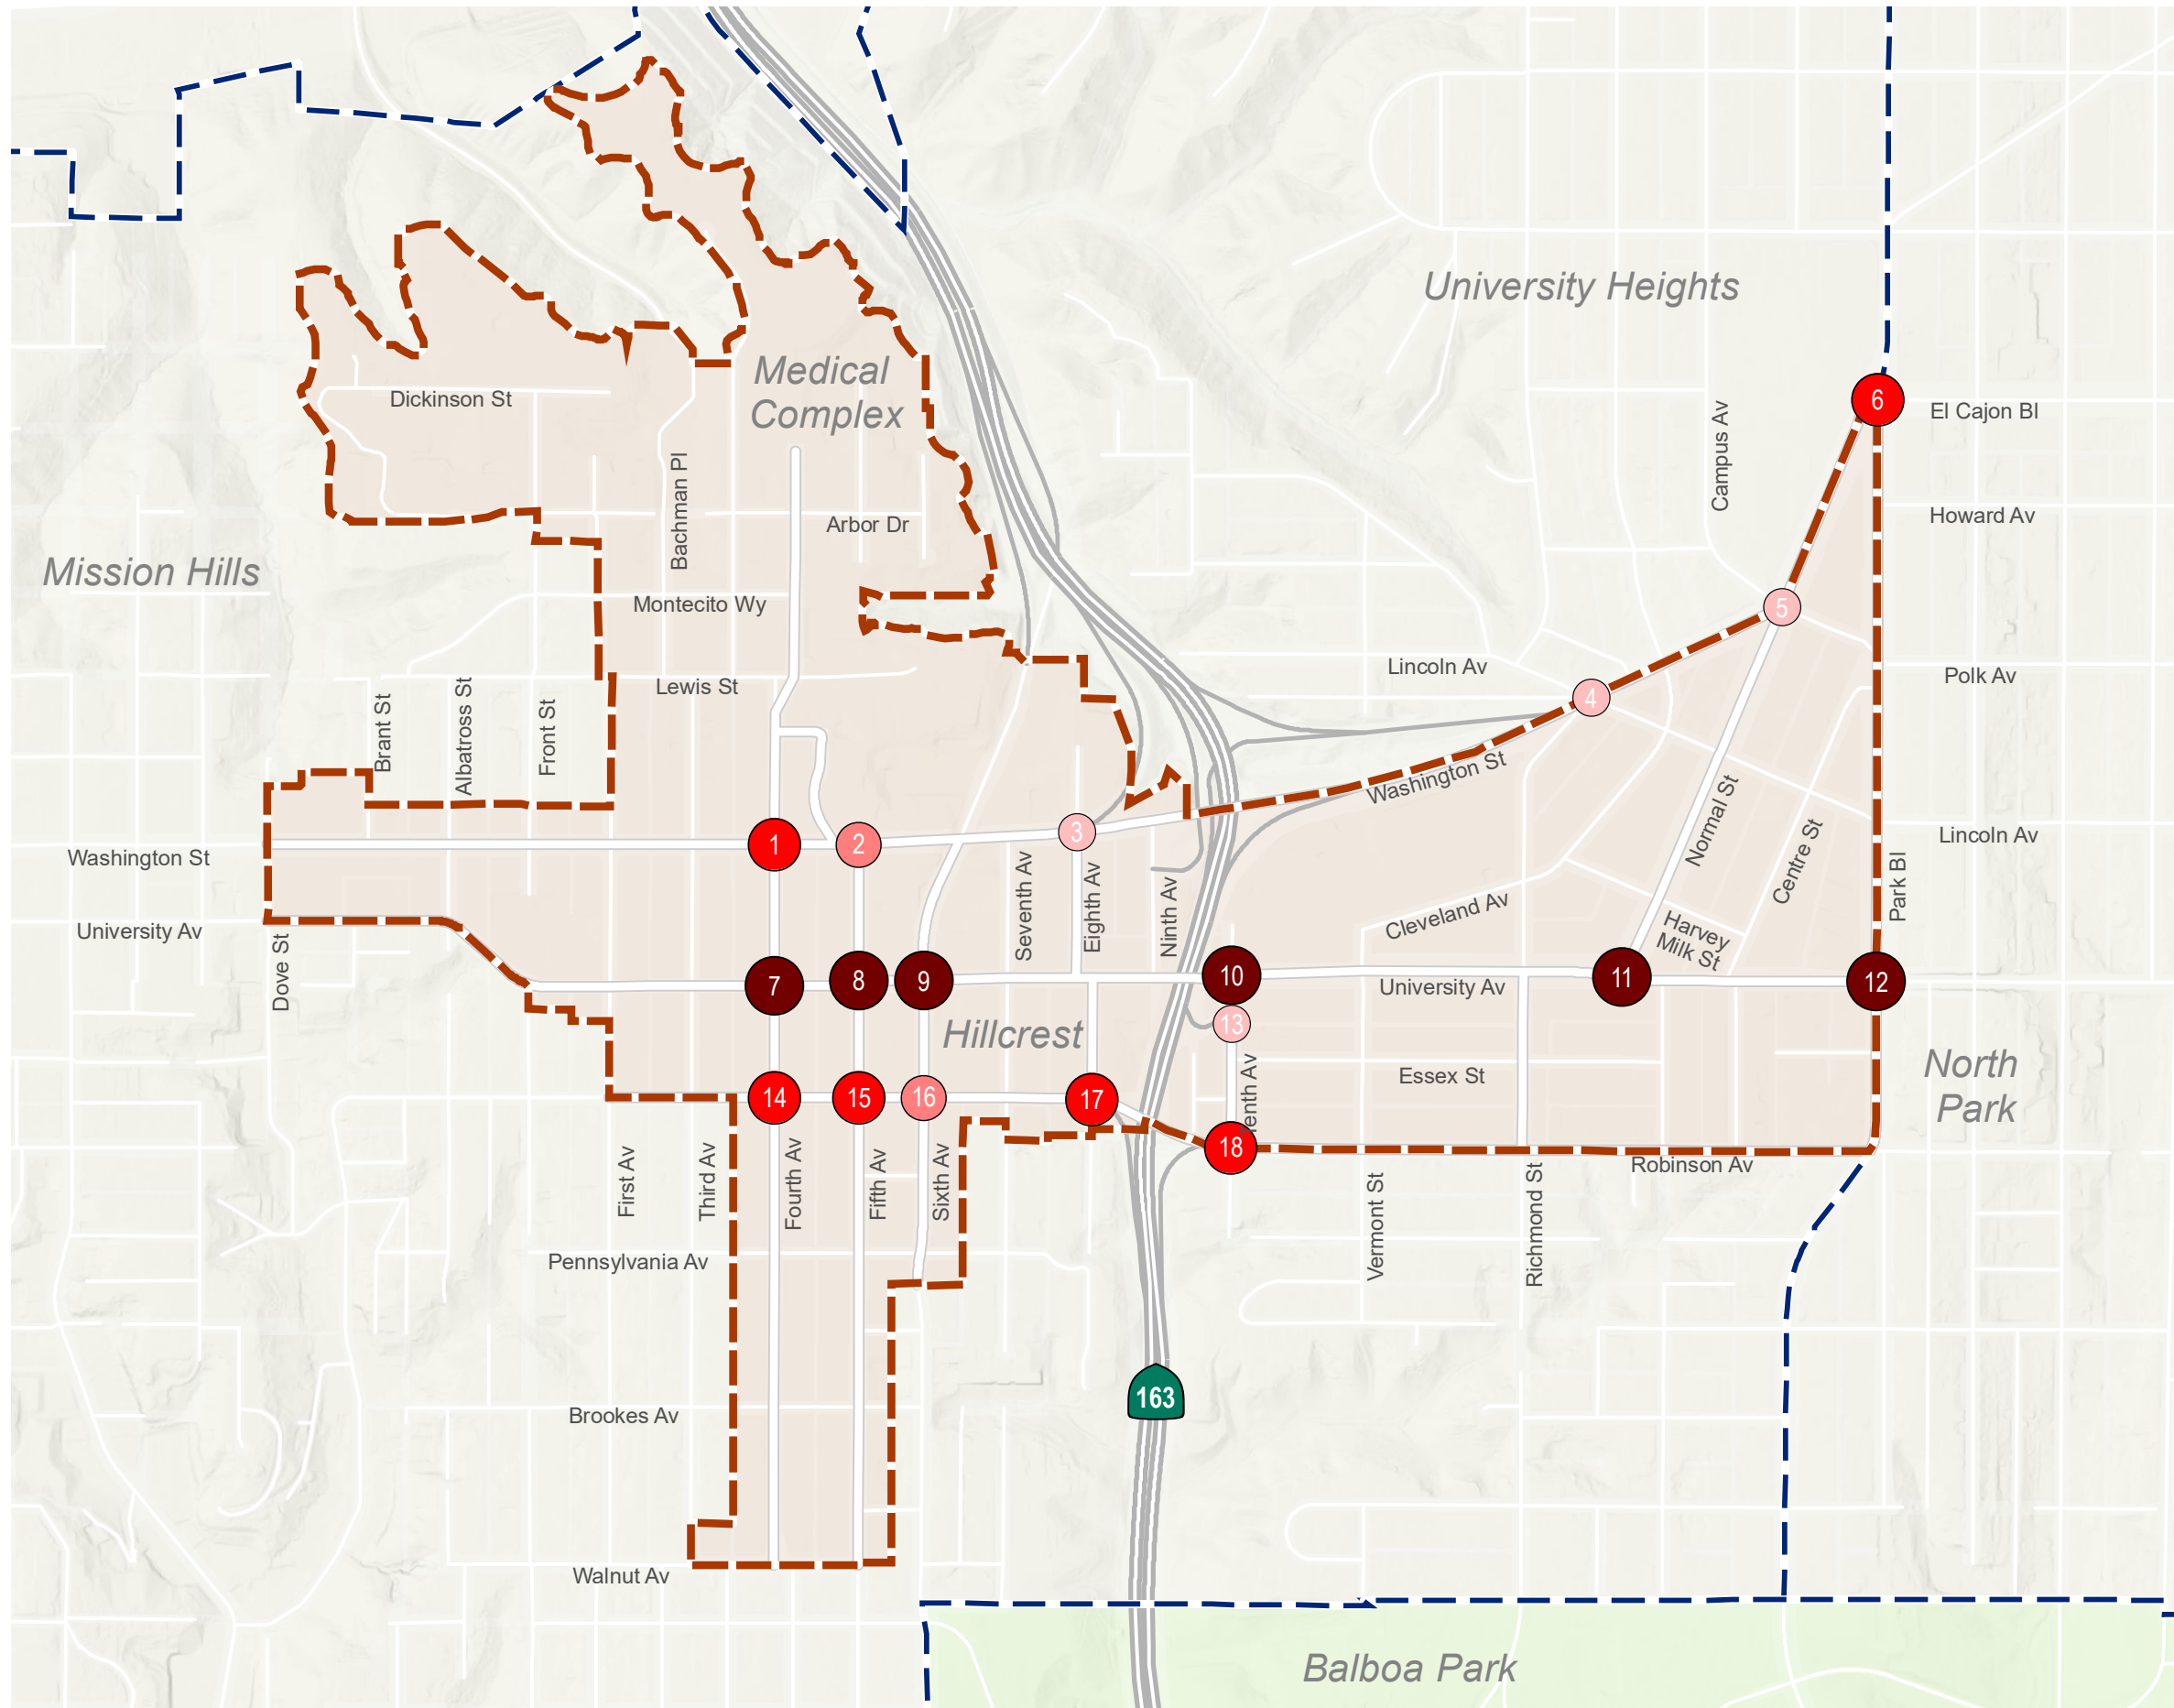 University Heights
Medical
Complex
6
El Cajon Bl
Dickinson St
Campus Av
Bachman Pl
Howard Av
Arbor Dr
Mission Hills
Montecito Wy
5
Lincoln Av
Polk Av
Lewis St
4
Brant St
Albatross St
Front St
Washington St
Normal St
Centre St
1
2
3
Lincoln Av
Washington St
Park Bl
Seventh Av
Eighth Av
Ninth Av
Cleveland Av
Harvey
Milk St
University Av
Dove St
7
8
9
10
11
12
University Av
13
Hillcrest
North
Park
Essex St
Tenth Av
14
15
16
17
18
First Av
Third Av
Fourth Av
Fifth Av
Sixth Av
Robinson Av
Vermont St
Richmond St
Pennsylvania Av
163
Brookes Av
Walnut Av
Balboa Park